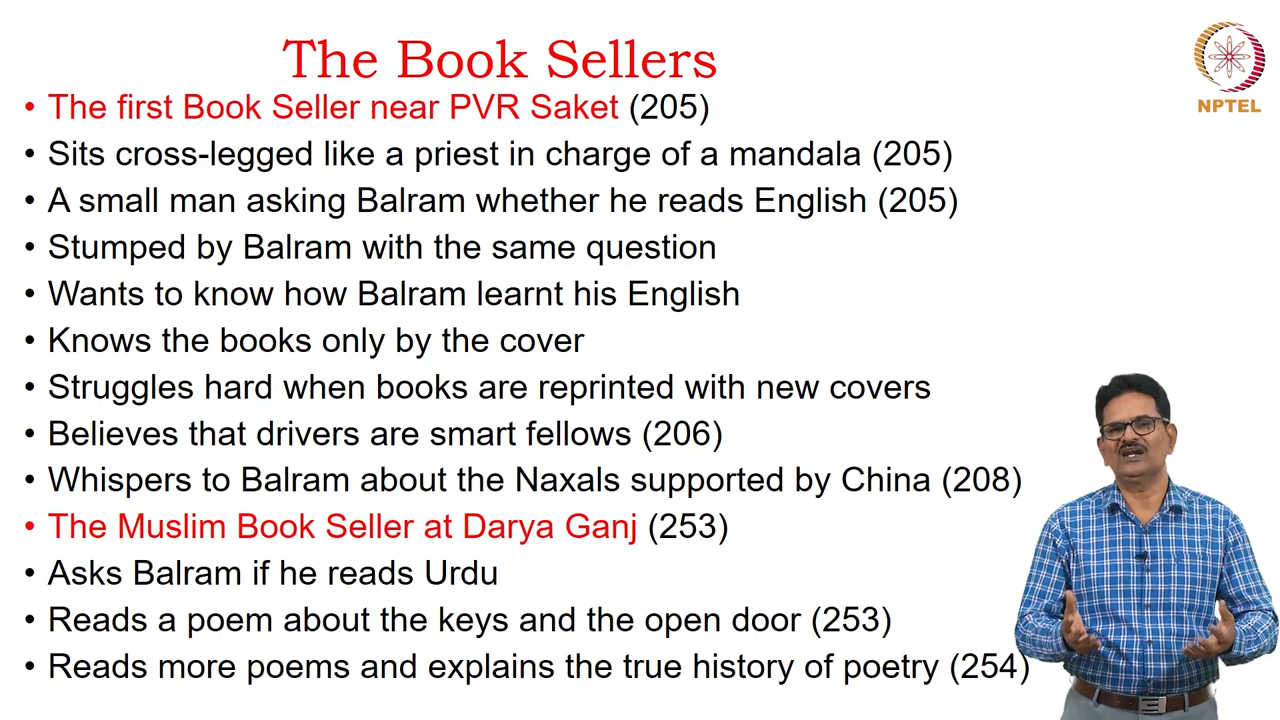 The Book Sellers
NPTEL
• The first Book Seller near PVR Saket (205)
• Sits cross-legged like a priest in charge of a mandala (205)
• A small man asking Balram whether he reads English (205)
• Stumped by Balram with the same question
• Wants to know how Balram learnt his English
• Knows the books only by the cover
• Struggles hard when books are reprinted with new covers
• Believes that drivers are smart fellows (206)
• Whispers to Balram about the Naxals supported by China (208)
• The Muslim Book Seller at Darya Ganj (253)
• Asks Balram if he reads Urdu
• Reads a poem about the keys and the open door (253)
• Reads more poems and explains the true history of poetry (254)